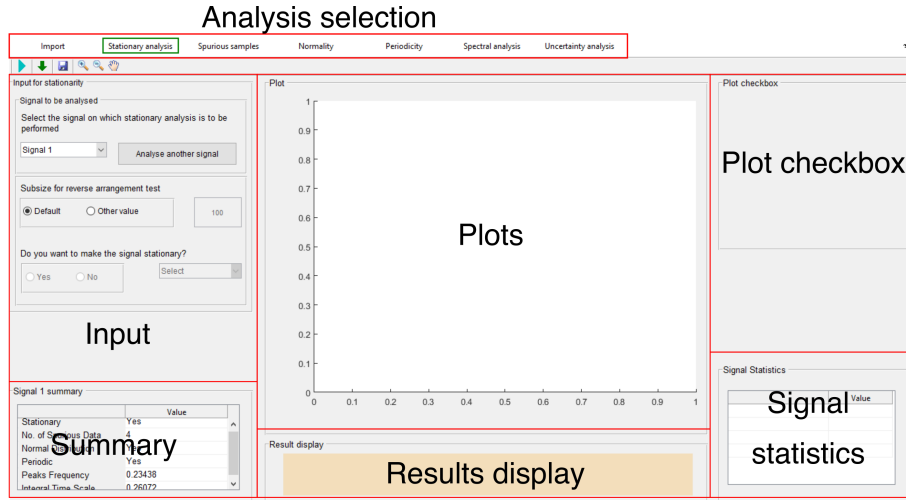 Analysis selection
Import Stationary analysis Spurious samples Normality Periodicity Spectral analysis Uncertainty analysis
Input for stationarity
Signal to be analysed
Select the signal on which stationary analysis is to be
performed
Signal 1 Analyse another signal
Subsize for reverse arrangement test
Default Other value 100
Do you want to make the signal stationary?
Yes No Select
Input
Signal 1 summary
Value
Stationary Yes
No. of Spurious Data 4
Normal Distribution Yes
Periodic Yes
Peaks Frequency 0.23438
Integral Time Scale 0.26072
Summary
Plot
1
0.9
0.8
0.7
0.6
0.5
0.4
0.3
0.2
0.1
0
0 0.1 0.2 0.3 0.4 0.5 0.6 0.7 0.8 0.9 1
Plots
Result display
Results display
Plot checkbox
Plot checkbox
Signal Statistics
Value
Signal
statistics